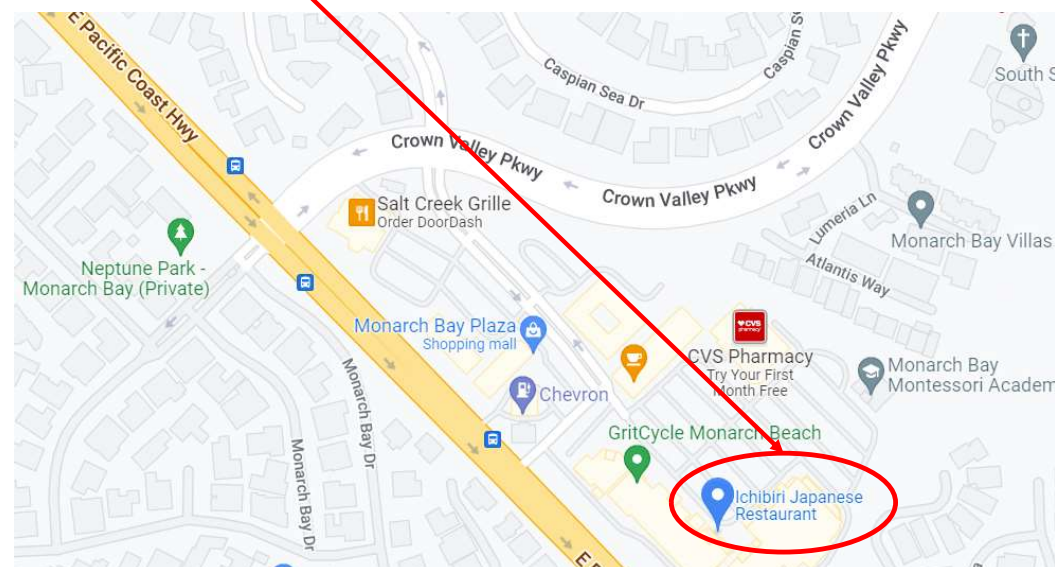 E Pacific Coast Hwy
Caspian Sea Dr
Caspian S
Crown Valley Pkwy
South S
Crown Valley Pkwy
Crown Valley Pkwy
Salt Creek Grille
Order DoorDash
Lumeria Ln
Monarch Bay Villas
Atlantis Way
Neptune Park -
Monarch Bay (Private)
Monarch Bay Plaza
Shopping mall
CVS
pharmacy
CVS Pharmacy
Try Your First
Month Free
Monarch Bay
Montessori Academ
Chevron
Monarch Bay Dr
GritCycle Monarch Beach
Monarch Bay Dr
Ichibiri Japanese
Restaurant
E P